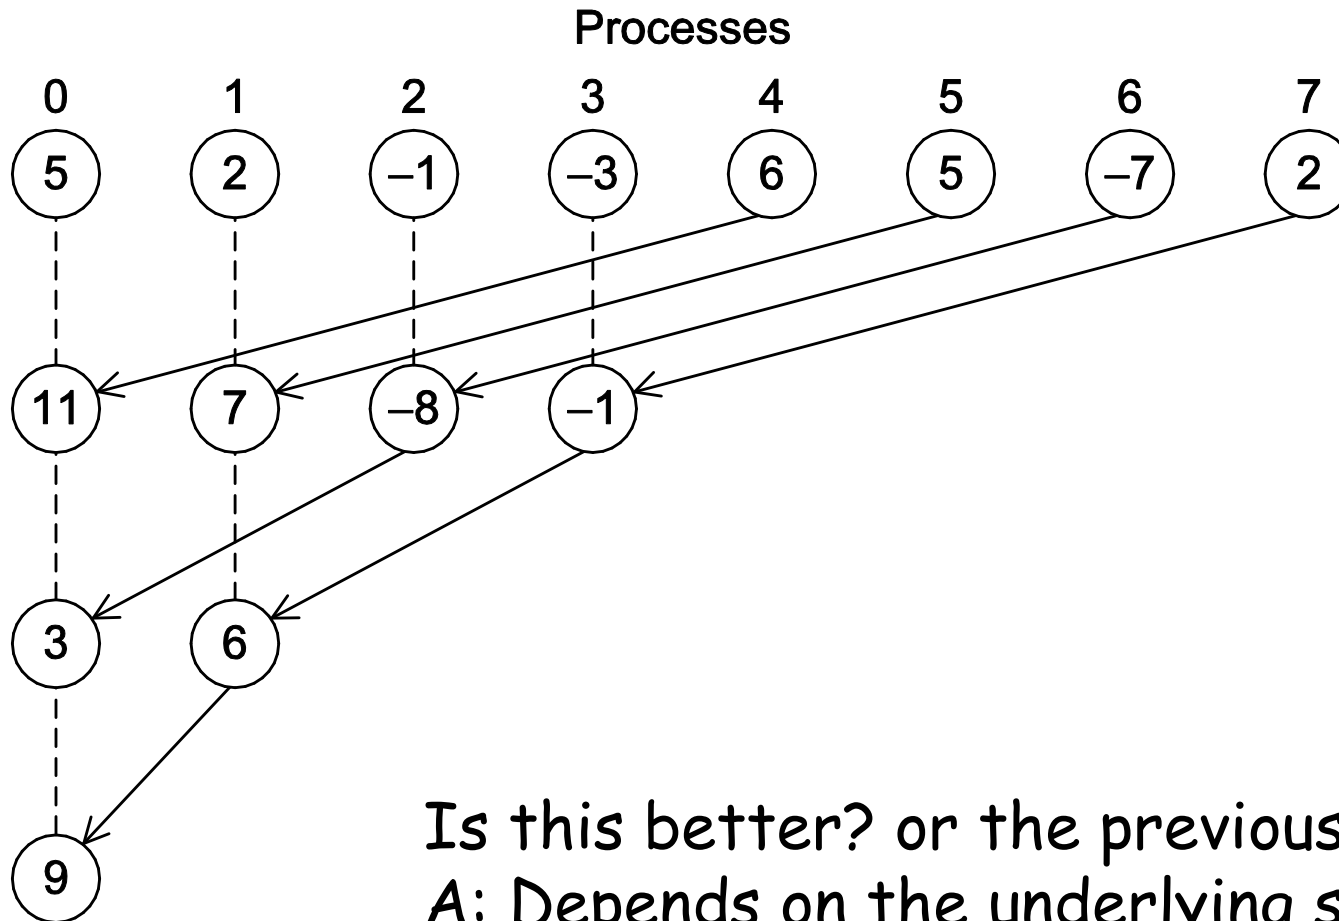 Processes
0 1 2 3 4 5 6 7
5 2 –1 –3 6 5 –7 2
11 7 –8 –1
3 6
9
Is this better? or the previous
A: Depends on the underlying s